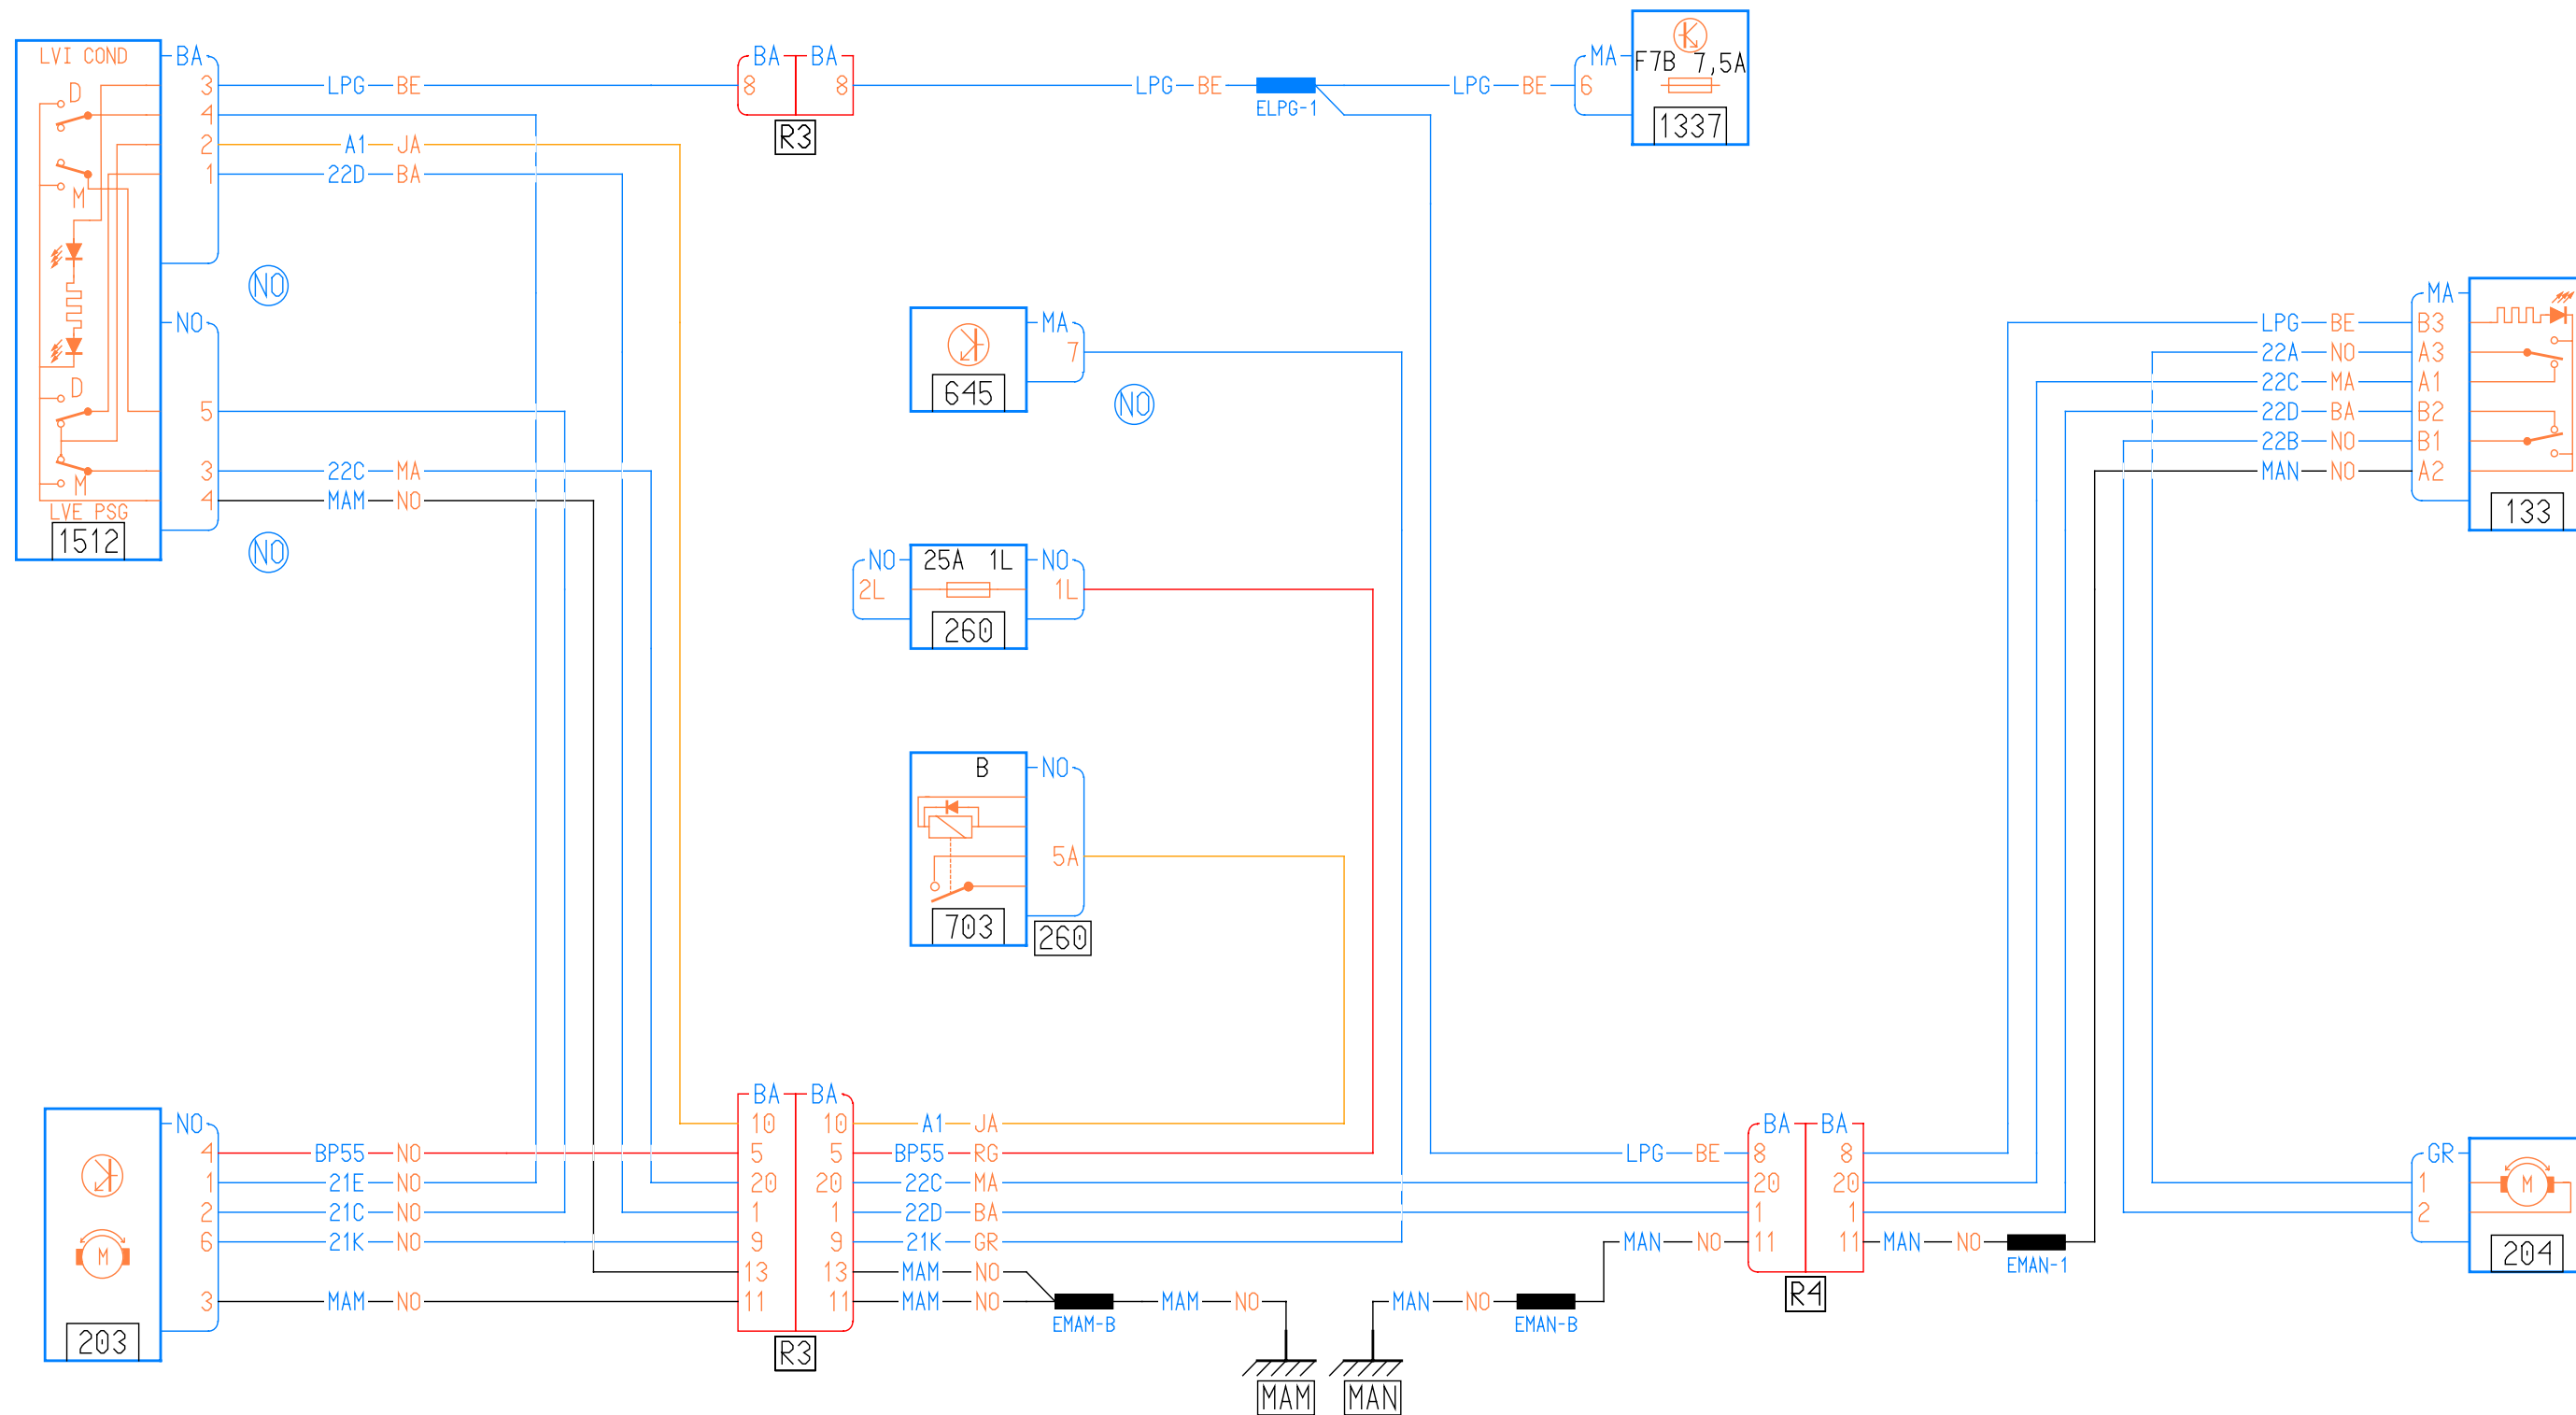 LVI COND
BA
3 LPG BE
4
2 A1 JA
1 22D BA
D
M
NO
NO
5
D
3 22C MA
M
4 MAM NO
LVE PSG
1512
NO
BA BA
8 8
R3
LPG BE
ELPG-1
LPG BE
MA
6
F7B 7,5A
1337
MA
7
645
NO
NO 25A 1L NO
2L 1L
260
B NO
5A
703
260
MA
LPG BE B3
22A NO A3
22C MA A1
22D BA B2
22B NO B1
MAN NO A2
133
NO
4 BP55 NO
1 21E NO
2 21C NO
6 21K NO
3 MAM NO
M
203
BA BA
10 10 A1 JA
5 5 BP55 RG
20 20 22C MA
1 1 22D BA
9 9 21K GR
13 13 MAM NO
11 11 MAM NO
R3
EMAM-B
MAM NO
MAM
MAN NO
EMAN-B
MAN
BA BA
LPG BE 8 8
20 20
1 1
MAN NO 11 11 MAN NO
R4
EMAN-1
GR
1
2
M
204